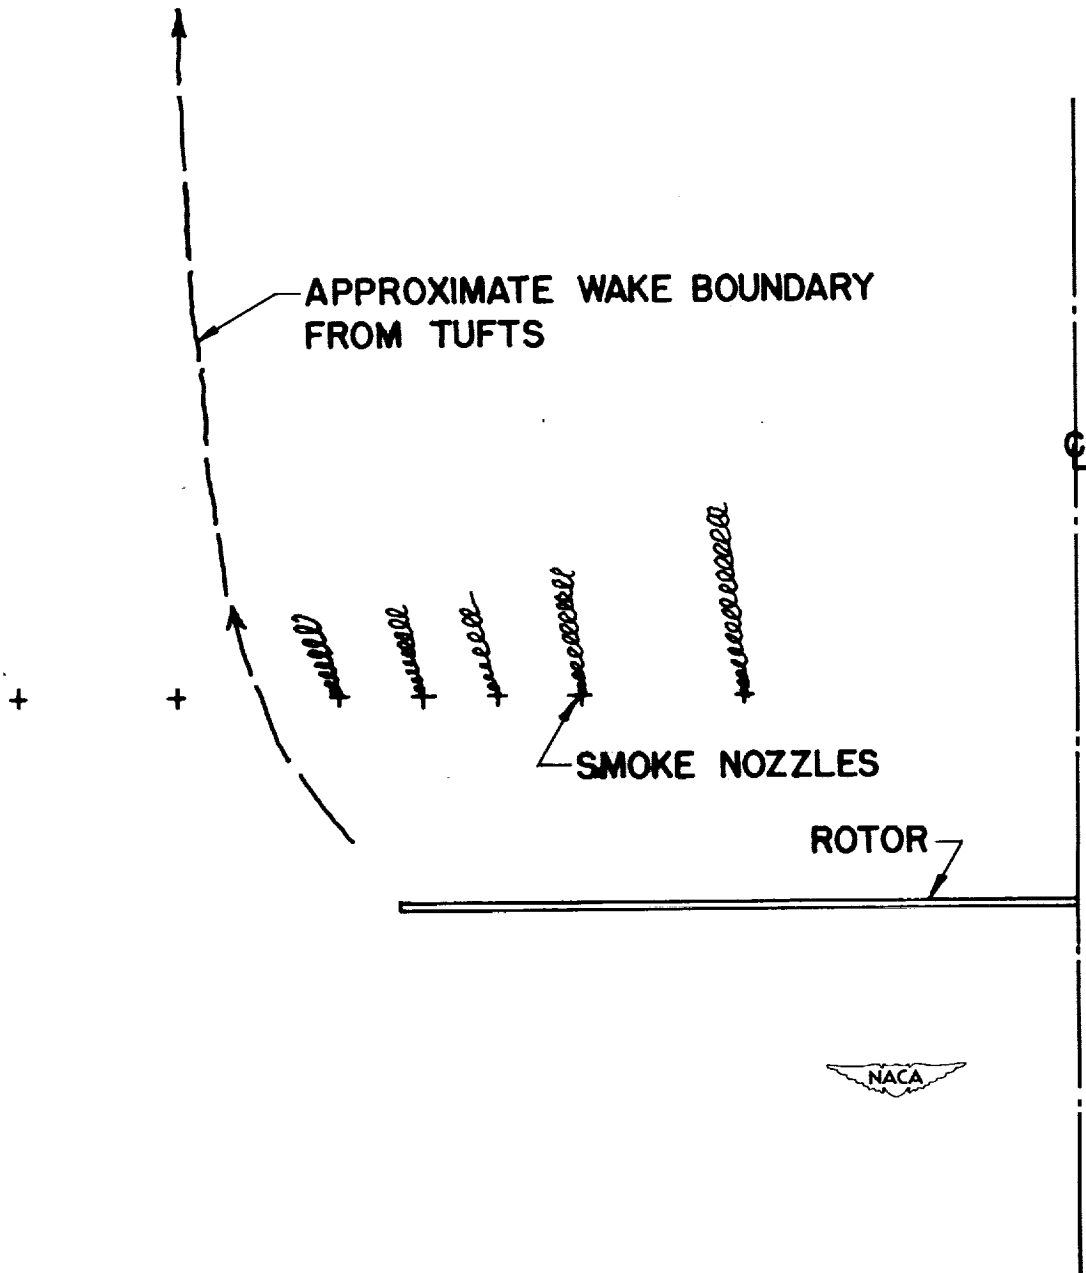 APPROXIMATE WAKE BOUNDARY
FROM TUFTS
℄
SMOKE NOZZLES
ROTOR
NACA